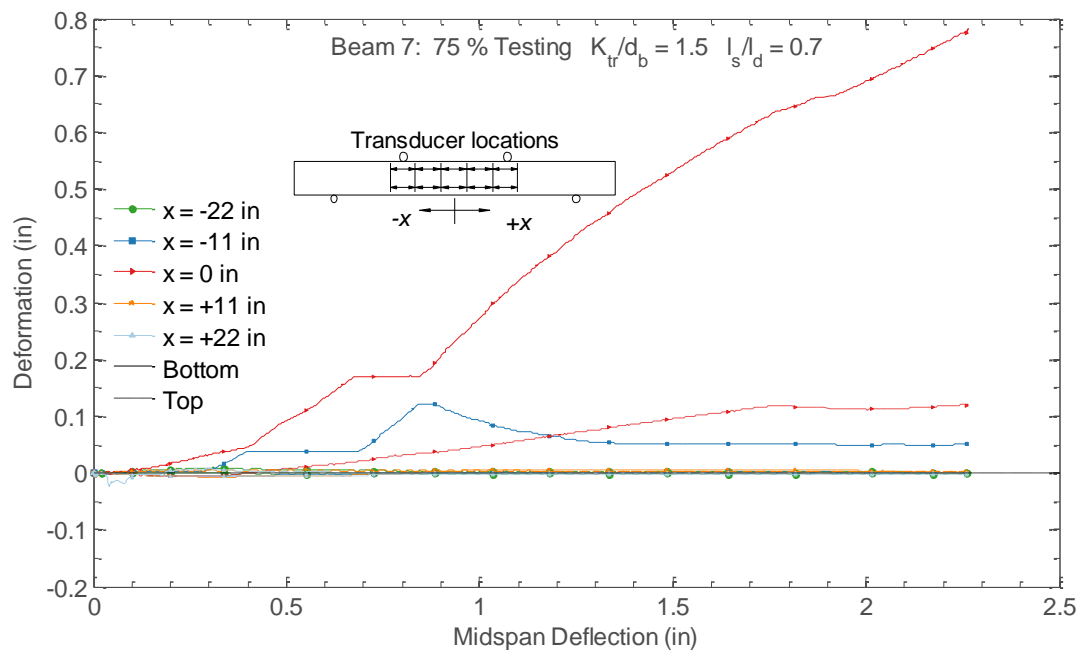 Beam 7: 75 % Testing K_tr/d_b = 1.5 l_s/l_d = 0.7
Transducer locations
-x +x
x = -22 in
x = -11 in
x = 0 in
x = +11 in
x = +22 in
Bottom
Top
Deformation (in)
0.8
0.7
0.6
0.5
0.4
0.3
0.2
0.1
0
-0.1
-0.2
0 0.5 1 1.5 2 2.5
Midspan Deflection (in)